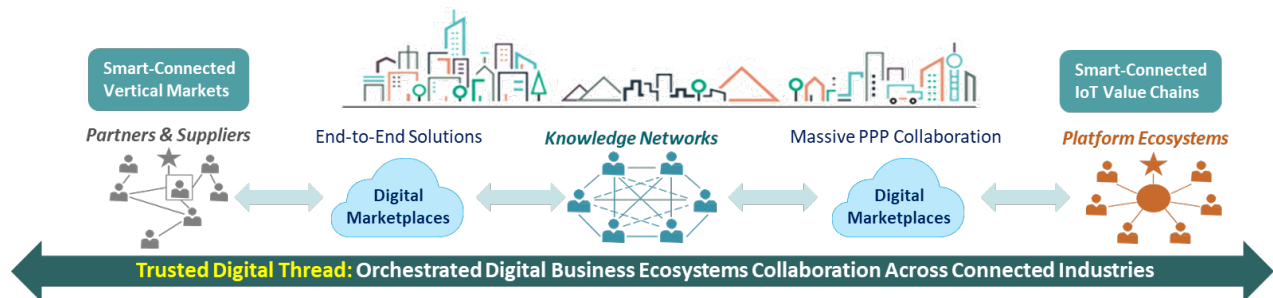 Smart-Connected
Vertical Markets
Smart-Connected
IoT Value Chains
Partners & Suppliers
End-to-End Solutions
Knowledge Networks
Massive PPP Collaboration
Platform Ecosystems
Digital
Marketplaces
Digital
Marketplaces
Trusted Digital Thread: Orchestrated Digital Business Ecosystems Collaboration Across Connected Industries